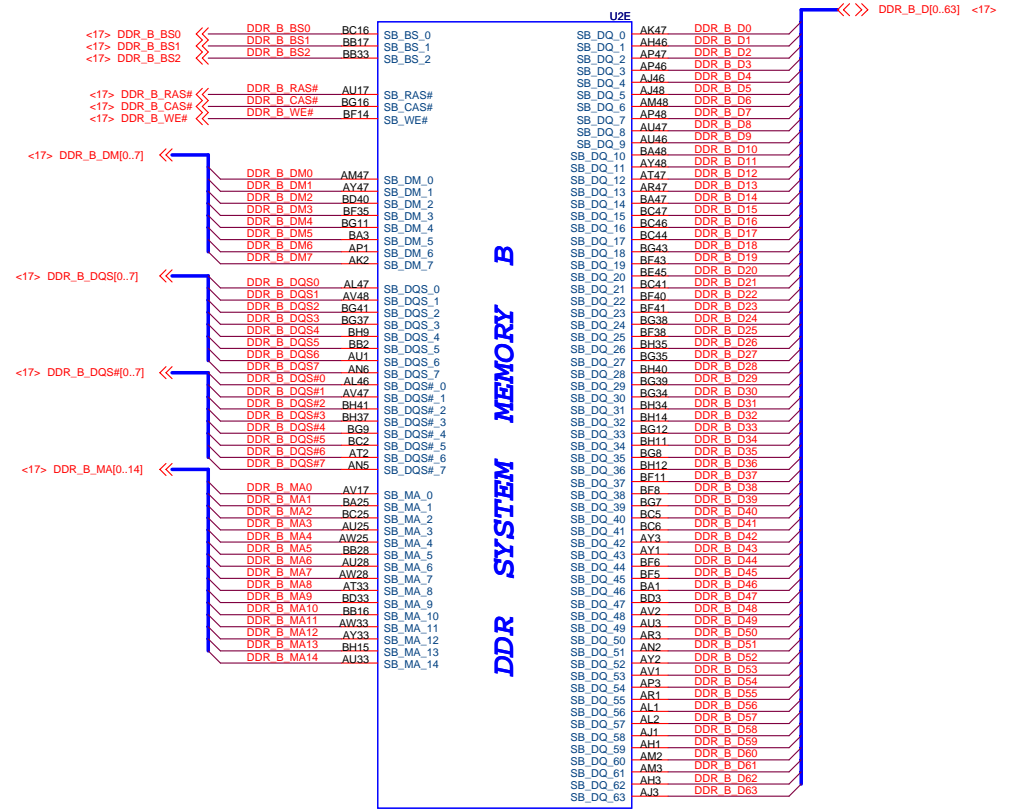 U2E
<17> DDR_B_BS0 DDR_B_BS0 BC16 SB_BS_0
<17> DDR_B_BS1 DDR_B_BS1 BB17 SB_BS_1
<17> DDR_B_BS2 DDR_B_BS2 BB33 SB_BS_2
<17> DDR_B_RAS# DDR_B_RAS# AU17 SB_RAS#
<17> DDR_B_CAS# DDR_B_CAS# BG16 SB_CAS#
<17> DDR_B_WE# DDR_B_WE# BF14 SB_WE#
<17> DDR_B_DM[0..7]
DDR_B_DM0 AM47 SB_DM_0
DDR_B_DM1 AY47 SB_DM_1
DDR_B_DM2 BD40 SB_DM_2
DDR_B_DM3 BF35 SB_DM_3
DDR_B_DM4 BG11 SB_DM_4
DDR_B_DM5 BA3 SB_DM_5
DDR_B_DM6 AP1 SB_DM_6
DDR_B_DM7 AK2 SB_DM_7
<17> DDR_B_DQS[0..7]
DDR_B_DQS0 AL47 SB_DQS_0
DDR_B_DQS1 AV48 SB_DQS_1
DDR_B_DQS2 BG41 SB_DQS_2
DDR_B_DQS3 BG37 SB_DQS_3
DDR_B_DQS4 BH9 SB_DQS_4
DDR_B_DQS5 BB2 SB_DQS_5
DDR_B_DQS6 AU1 SB_DQS_6
DDR_B_DQS7 AN6 SB_DQS_7
<17> DDR_B_DQS#[0..7]
DDR_B_DQS#0 AL46 SB_DQS#_0
DDR_B_DQS#1 AV47 SB_DQS#_1
DDR_B_DQS#2 BH41 SB_DQS#_2
DDR_B_DQS#3 BH37 SB_DQS#_3
DDR_B_DQS#4 BG9 SB_DQS#_4
DDR_B_DQS#5 BC2 SB_DQS#_5
DDR_B_DQS#6 AT2 SB_DQS#_6
DDR_B_DQS#7 AN5 SB_DQS#_7
<17> DDR_B_MA[0..14]
DDR_B_MA0 AV17 SB_MA_0
DDR_B_MA1 BA25 SB_MA_1
DDR_B_MA2 BC25 SB_MA_2
DDR_B_MA3 AU25 SB_MA_3
DDR_B_MA4 AW25 SB_MA_4
DDR_B_MA5 BB28 SB_MA_5
DDR_B_MA6 AU28 SB_MA_6
DDR_B_MA7 AW28 SB_MA_7
DDR_B_MA8 AT33 SB_MA_8
DDR_B_MA9 BD33 SB_MA_9
DDR_B_MA10 BB16 SB_MA_10
DDR_B_MA11 AW33 SB_MA_11
DDR_B_MA12 AY33 SB_MA_12
DDR_B_MA13 BH15 SB_MA_13
DDR_B_MA14 AU33 SB_MA_14
DDR SYSTEM MEMORY B
DDR_B_D[0..63] <17>
SB_DQ_0 AK47 DDR_B_D0
SB_DQ_1 AH46 DDR_B_D1
SB_DQ_2 AP47 DDR_B_D2
SB_DQ_3 AP46 DDR_B_D3
SB_DQ_4 AJ46 DDR_B_D4
SB_DQ_5 AJ48 DDR_B_D5
SB_DQ_6 AM48 DDR_B_D6
SB_DQ_7 AP48 DDR_B_D7
SB_DQ_8 AU47 DDR_B_D8
SB_DQ_9 AU46 DDR_B_D9
SB_DQ_10 BA48 DDR_B_D10
SB_DQ_11 AY48 DDR_B_D11
SB_DQ_12 AT47 DDR_B_D12
SB_DQ_13 AR47 DDR_B_D13
SB_DQ_14 BA47 DDR_B_D14
SB_DQ_15 BC47 DDR_B_D15
SB_DQ_16 BC46 DDR_B_D16
SB_DQ_17 BC44 DDR_B_D17
SB_DQ_18 BG43 DDR_B_D18
SB_DQ_19 BF43 DDR_B_D19
SB_DQ_20 BE45 DDR_B_D20
SB_DQ_21 BC41 DDR_B_D21
SB_DQ_22 BF40 DDR_B_D22
SB_DQ_23 BF41 DDR_B_D23
SB_DQ_24 BG38 DDR_B_D24
SB_DQ_25 BF38 DDR_B_D25
SB_DQ_26 BH35 DDR_B_D26
SB_DQ_27 BG35 DDR_B_D27
SB_DQ_28 BH40 DDR_B_D28
SB_DQ_29 BG39 DDR_B_D29
SB_DQ_30 BG34 DDR_B_D30
SB_DQ_31 BH34 DDR_B_D31
SB_DQ_32 BH14 DDR_B_D32
SB_DQ_33 BG12 DDR_B_D33
SB_DQ_34 BH11 DDR_B_D34
SB_DQ_35 BG8 DDR_B_D35
SB_DQ_36 BH12 DDR_B_D36
SB_DQ_37 BF11 DDR_B_D37
SB_DQ_38 BF8 DDR_B_D38
SB_DQ_39 BG7 DDR_B_D39
SB_DQ_40 BC5 DDR_B_D40
SB_DQ_41 BC6 DDR_B_D41
SB_DQ_42 AY3 DDR_B_D42
SB_DQ_43 AY1 DDR_B_D43
SB_DQ_44 BF6 DDR_B_D44
SB_DQ_45 BF5 DDR_B_D45
SB_DQ_46 BA1 DDR_B_D46
SB_DQ_47 BD3 DDR_B_D47
SB_DQ_48 AV2 DDR_B_D48
SB_DQ_49 AU3 DDR_B_D49
SB_DQ_50 AR3 DDR_B_D50
SB_DQ_51 AN2 DDR_B_D51
SB_DQ_52 AY2 DDR_B_D52
SB_DQ_53 AV1 DDR_B_D53
SB_DQ_54 AP3 DDR_B_D54
SB_DQ_55 AR1 DDR_B_D55
SB_DQ_56 AL1 DDR_B_D56
SB_DQ_57 AL2 DDR_B_D57
SB_DQ_58 AJ1 DDR_B_D58
SB_DQ_59 AH1 DDR_B_D59
SB_DQ_60 AM2 DDR_B_D60
SB_DQ_61 AM3 DDR_B_D61
SB_DQ_62 AH3 DDR_B_D62
SB_DQ_63 AJ3 DDR_B_D63